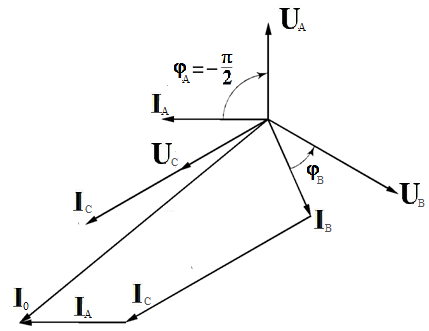 U_A
φ_A = -π/2
I_A
U_C
φ_B
I_C
U_B
I_B
I_0
I_A
I_C